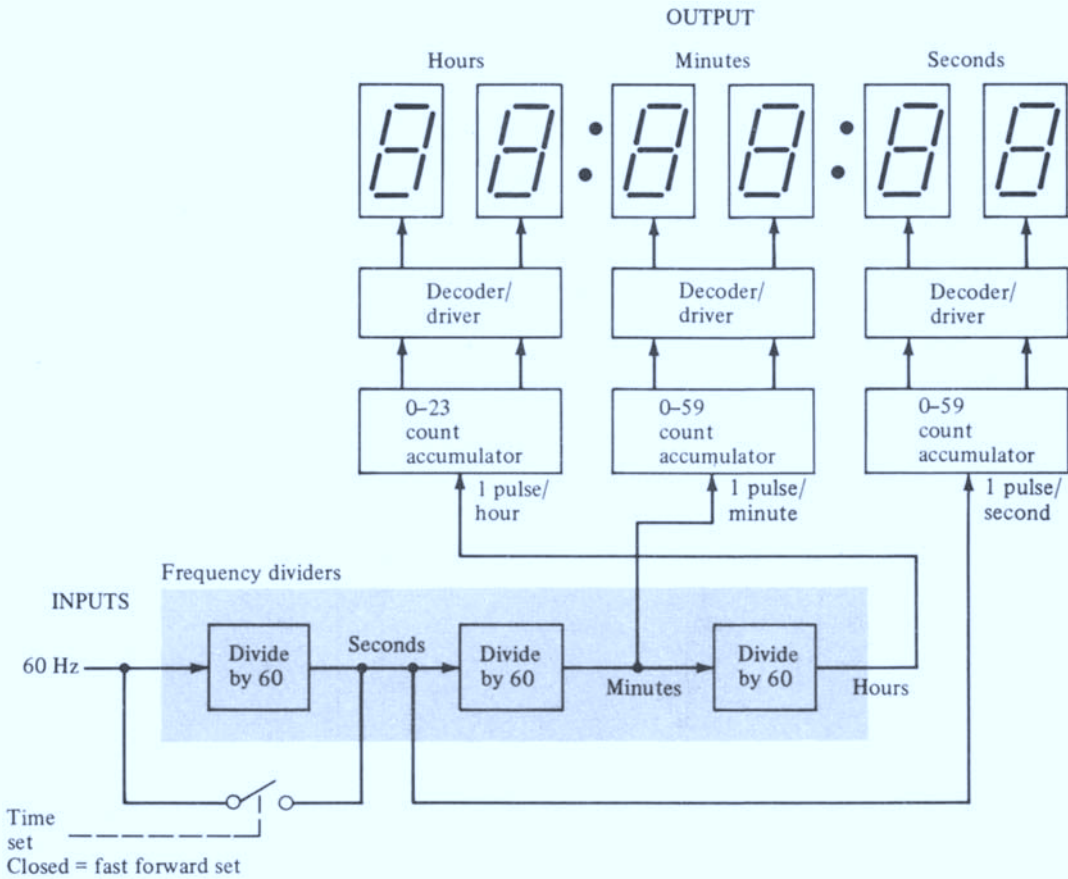 OUTPUT
Hours
Minutes
Seconds
Decoder/
driver
Decoder/
driver
Decoder/
driver
0–23
count
accumulator
0–59
count
accumulator
0–59
count
accumulator
1 pulse/
hour
1 pulse/
minute
1 pulse/
second
Frequency dividers
INPUTS
60 Hz
Divide
by 60
Seconds
Divide
by 60
Minutes
Divide
by 60
Hours
Time
set
Closed = fast forward set